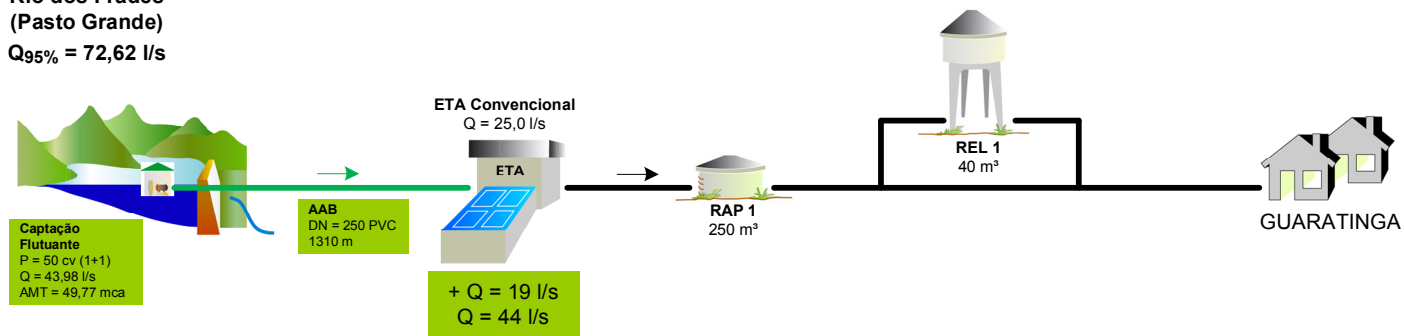 (Pasto Grande)
Q95% = 72,62 l/s
ETA Convencional
Q = 25,0 l/s
ETA
REL 1
40 m³
RAP 1
250 m³
GUARATINGA
AAB
DN = 250 PVC
1310 m
Captação
Flutuante
P = 50 cv (1+1)
Q = 43,98 l/s
AMT = 49,77 mca
+ Q = 19 l/s
Q = 44 l/s